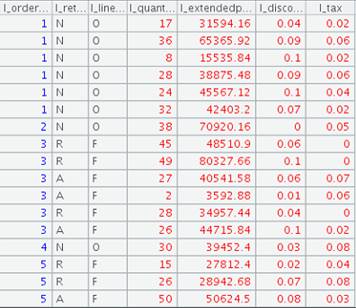 l_order... l_ret... l_line... l_quant... l_extendedp... l_disco... l_tax
1 N O 17 31594.16 0.04 0.02
1 N O 36 65365.92 0.09 0.06
1 N O 8 15535.84 0.1 0.02
1 N O 28 38875.48 0.09 0.06
1 N O 24 45567.12 0.1 0.04
1 N O 32 42403.2 0.07 0.02
2 N O 38 70920.16 0 0.05
3 R F 45 48510.9 0.06 0
3 R F 49 80327.66 0.1 0
3 A F 27 40541.58 0.06 0.07
3 A F 2 3592.88 0.01 0.06
3 R F 28 34957.44 0.04 0
3 A F 26 44715.84 0.1 0.02
4 N O 30 39452.4 0.03 0.08
5 R F 15 27812.4 0.02 0.04
5 R F 26 28942.68 0.07 0.08
5 A F 50 50624.5 0.08 0.03